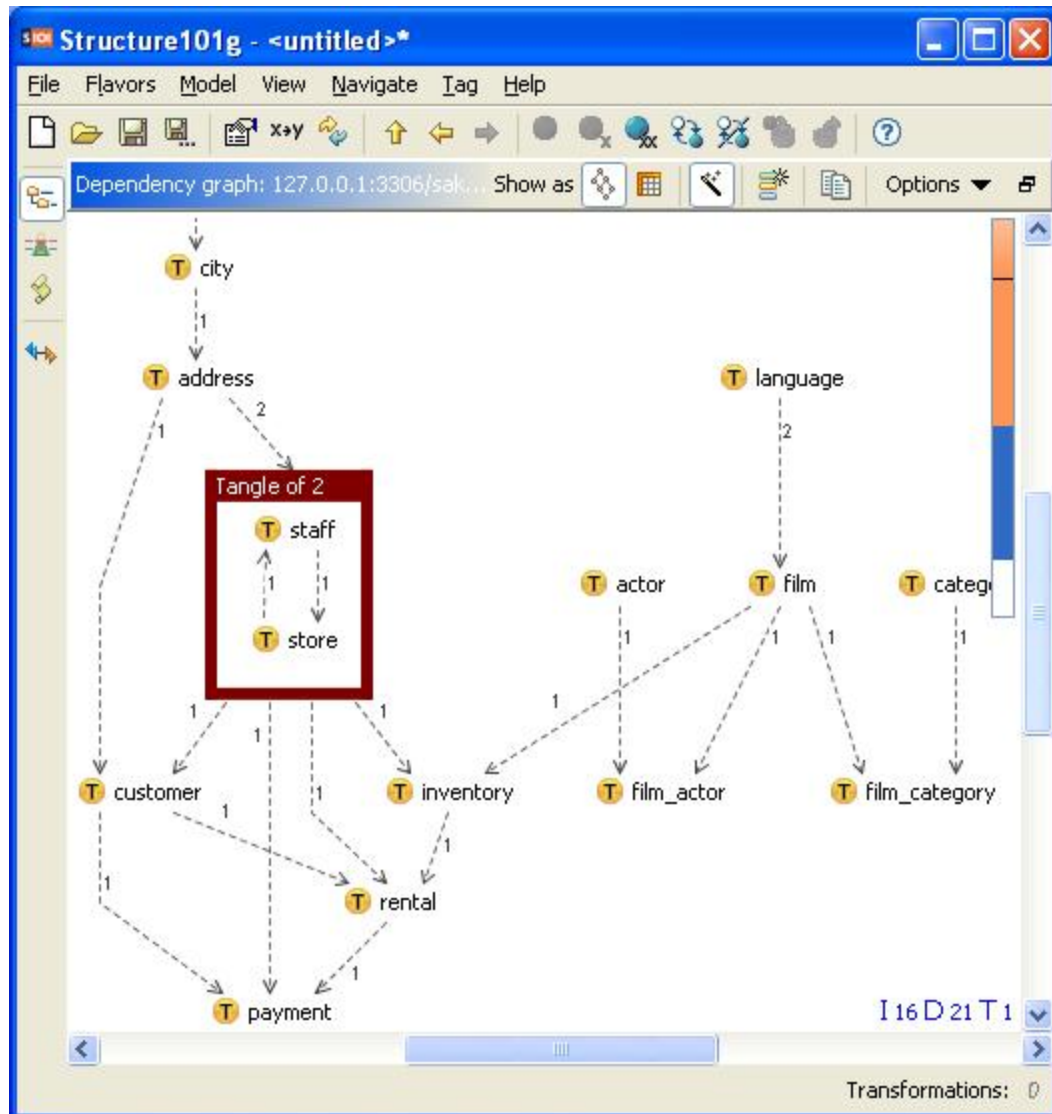 Structure101g - <untitled>*
File Flavors Model View Navigate Tag Help
x→y
xx
Dependency graph: 127.0.0.1:3306/sak... Show as Options
T city
1
T address
T language
1
2
2
Tangle of 2
T staff
1
1
T store
T actor
T film
T catego
1
1
1
1
1
1
1
1
1
T customer
T inventory
T film_actor
T film_category
1
1
1
1
T rental
1
T payment
I 16 D 21 T 1
Transformations: 0